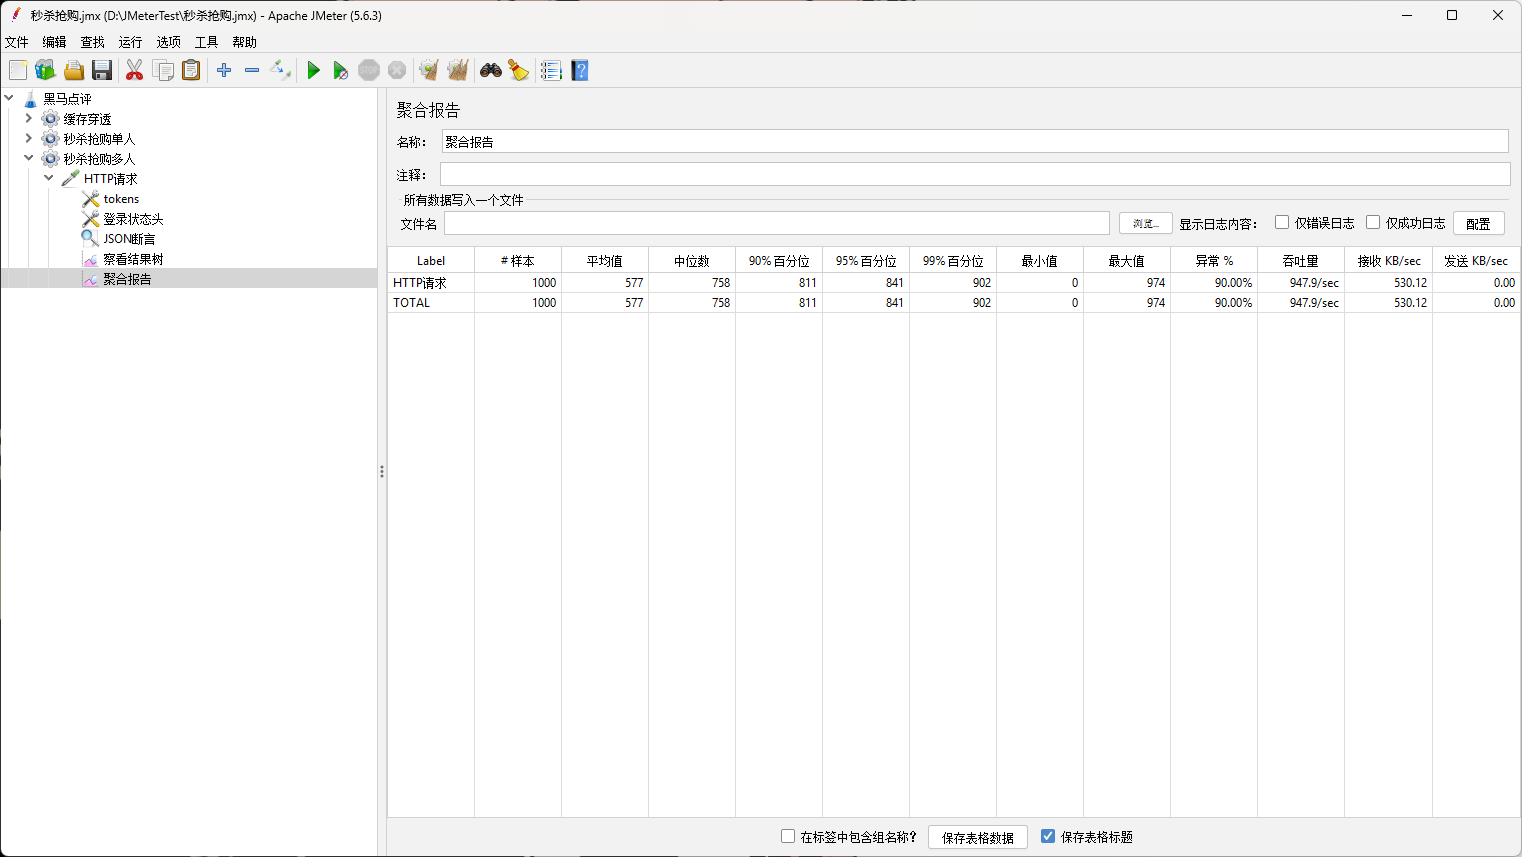 秒杀抢购.jmx (D:\JMeterTest\秒杀抢购.jmx) - Apache JMeter (5.6.3)
文件 编辑 查找 运行 选项 工具 帮助
STOP
黑马点评
缓存穿透
秒杀抢购单人
秒杀抢购多人
HTTP请求
tokens
登录状态头
JSON断言
察看结果树
聚合报告
聚合报告
名称： 聚合报告
注释：
所有数据写入一个文件
文件名 浏览... 显示日志内容： 仅错误日志 仅成功日志 配置
Label # 样本 平均值 中位数 90% 百分位 95% 百分位 99% 百分位 最小值 最大值 异常 % 吞吐量 接收 KB/sec 发送 KB/sec
HTTP请求 1000 577 758 811 841 902 0 974 90.00% 947.9/sec 530.12 0.00
TOTAL 1000 577 758 811 841 902 0 974 90.00% 947.9/sec 530.12 0.00
在标签中包含组名称? 保存表格数据 保存表格标题